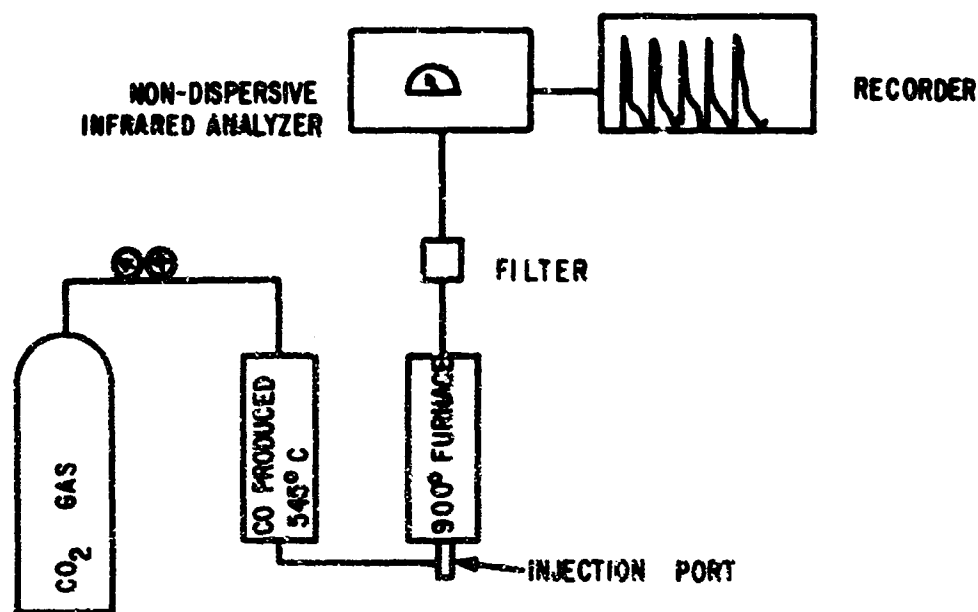 NON-DISPERSIVE
INFRARED ANALYZER
RECORDER
FILTER
CO2 GAS
CO PRODUCED
545° C
900° FURNACE
INJECTION PORT